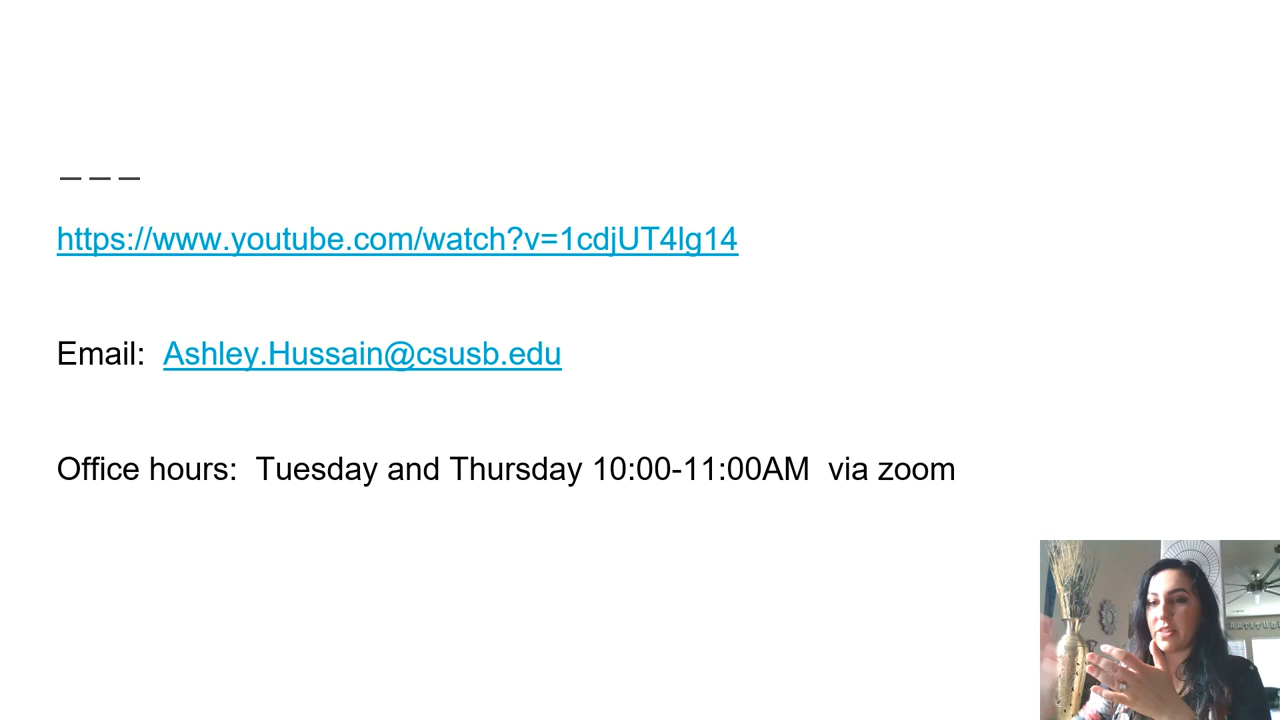 https://www.youtube.com/watch?v=1cdjUT4lg14
Email: Ashley.Hussain@csusb.edu
Office hours: Tuesday and Thursday 10:00-11:00AM via zoom